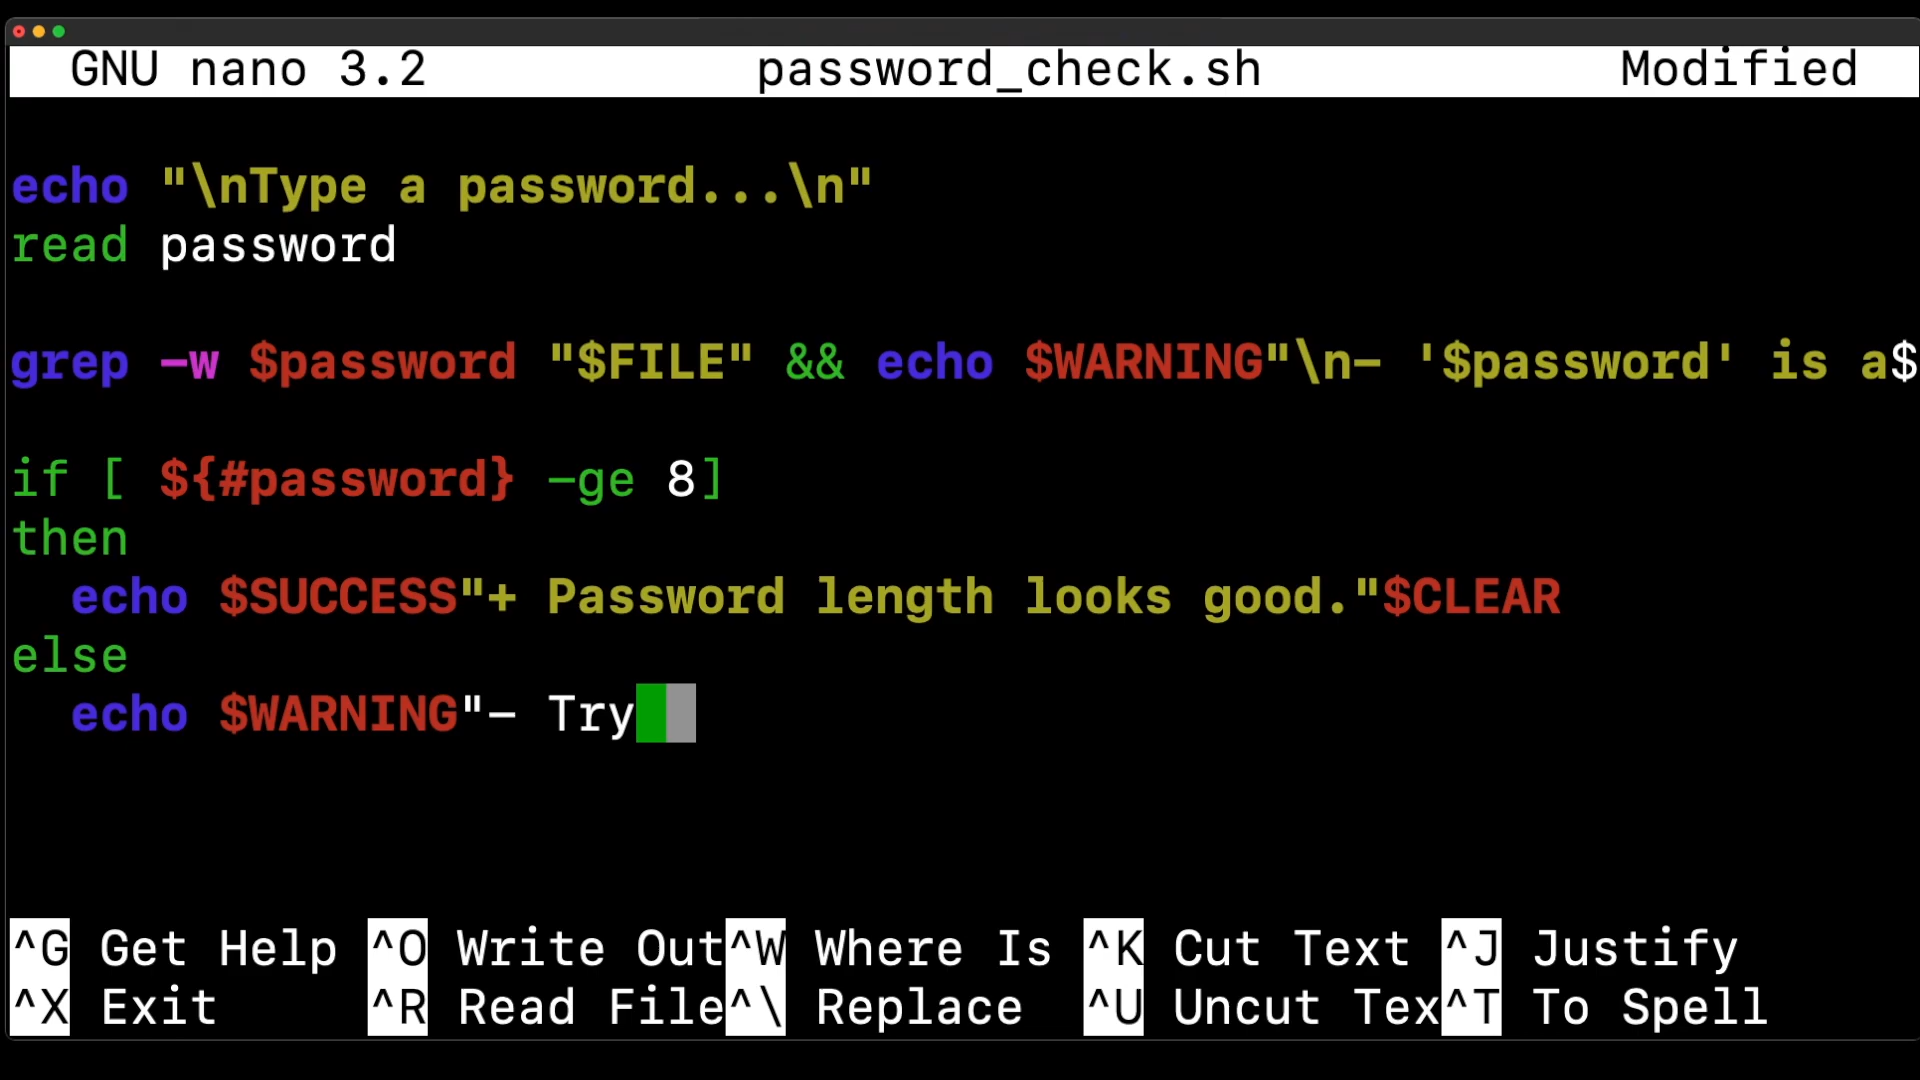 GNU nano 3.2 password_check.sh Modified
echo "\nType a password...\n"
read password
grep -w $password "$FILE" && echo $WARNING"\n- '$password' is a$
if [ ${#password} -ge 8]
then
  echo $SUCCESS"+ Password length looks good."$CLEAR
else
  echo $WARNING"- Try
^G Get Help ^O Write Out ^W Where Is ^K Cut Text ^J Justify
^X Exit ^R Read File ^\ Replace ^U Uncut Tex ^T To Spell